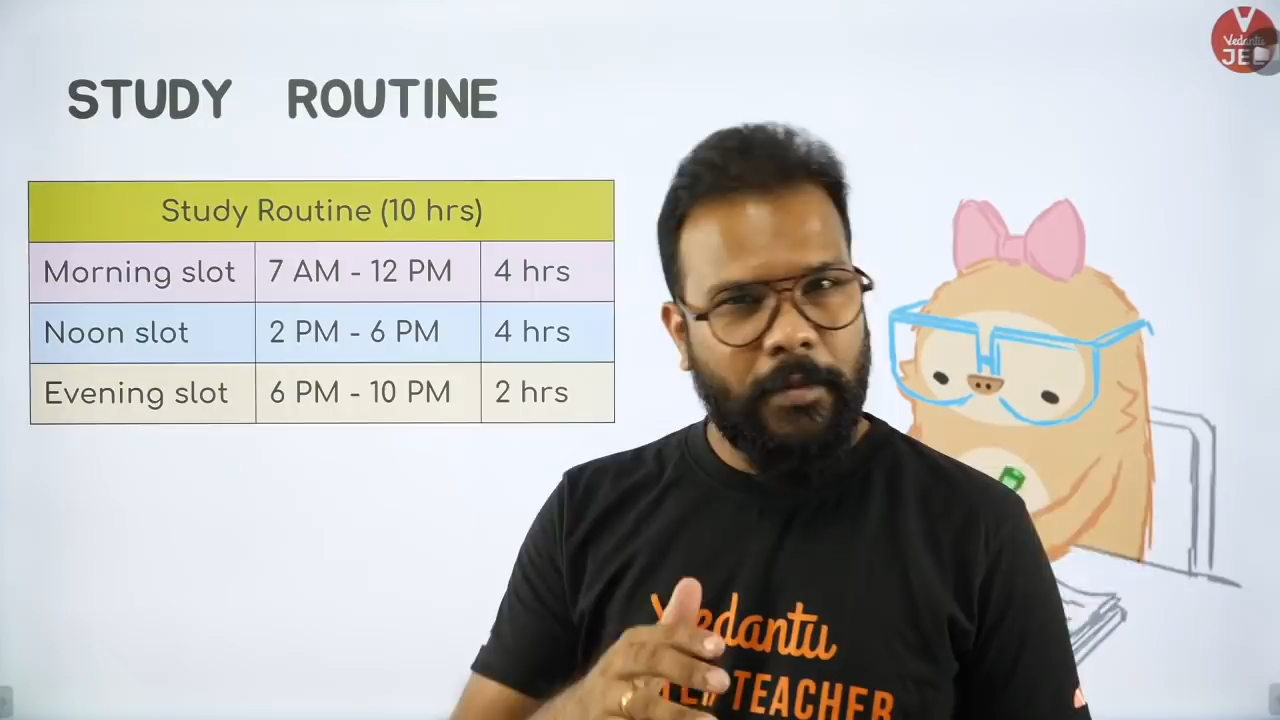 Vedantu
JEE
STUDY ROUTINE
Study Routine (10 hrs)
Morning slot 7 AM - 12 PM 4 hrs
Noon slot 2 PM - 6 PM 4 hrs
Evening slot 6 PM - 10 PM 2 hrs
Vedantu
TEACHER